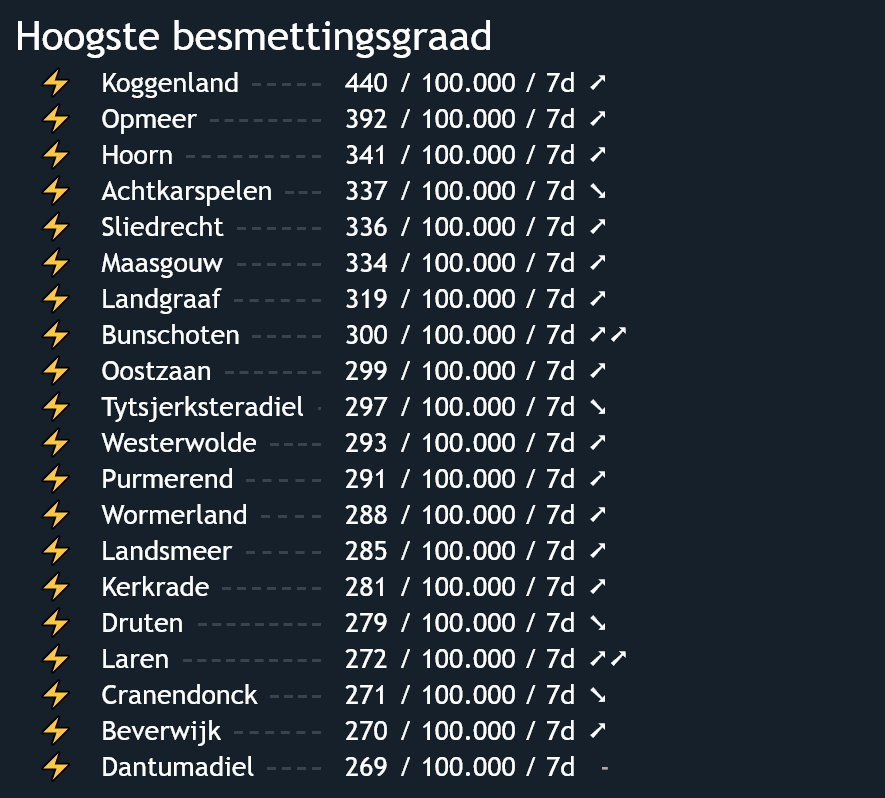 Hoogste besmettingsgraad
⚡ Koggenland ----- 440 / 100.000 / 7d ➚
⚡ Opmeer -------- 392 / 100.000 / 7d ➚
⚡ Hoorn --------- 341 / 100.000 / 7d ➚
⚡ Achtkarspelen --- 337 / 100.000 / 7d ➘
⚡ Sliedrecht ------ 336 / 100.000 / 7d ➚
⚡ Maasgouw ------ 334 / 100.000 / 7d ➚
⚡ Landgraaf ------ 319 / 100.000 / 7d ➚
⚡ Bunschoten ----- 300 / 100.000 / 7d ➚➚
⚡ Oostzaan ------- 299 / 100.000 / 7d ➚
⚡ Tytsjerksteradiel - 297 / 100.000 / 7d ➘
⚡ Westerwolde ---- 293 / 100.000 / 7d ➚
⚡ Purmerend ----- 291 / 100.000 / 7d ➚
⚡ Wormerland ---- 288 / 100.000 / 7d ➚
⚡ Landsmeer ----- 285 / 100.000 / 7d ➚
⚡ Kerkrade ------- 281 / 100.000 / 7d ➚
⚡ Druten -------- 279 / 100.000 / 7d ➘
⚡ Laren --------- 272 / 100.000 / 7d ➚➚
⚡ Cranendonck ---- 271 / 100.000 / 7d ➘
⚡ Beverwijk ------ 270 / 100.000 / 7d ➚
⚡ Dantumadiel ---- 269 / 100.000 / 7d -